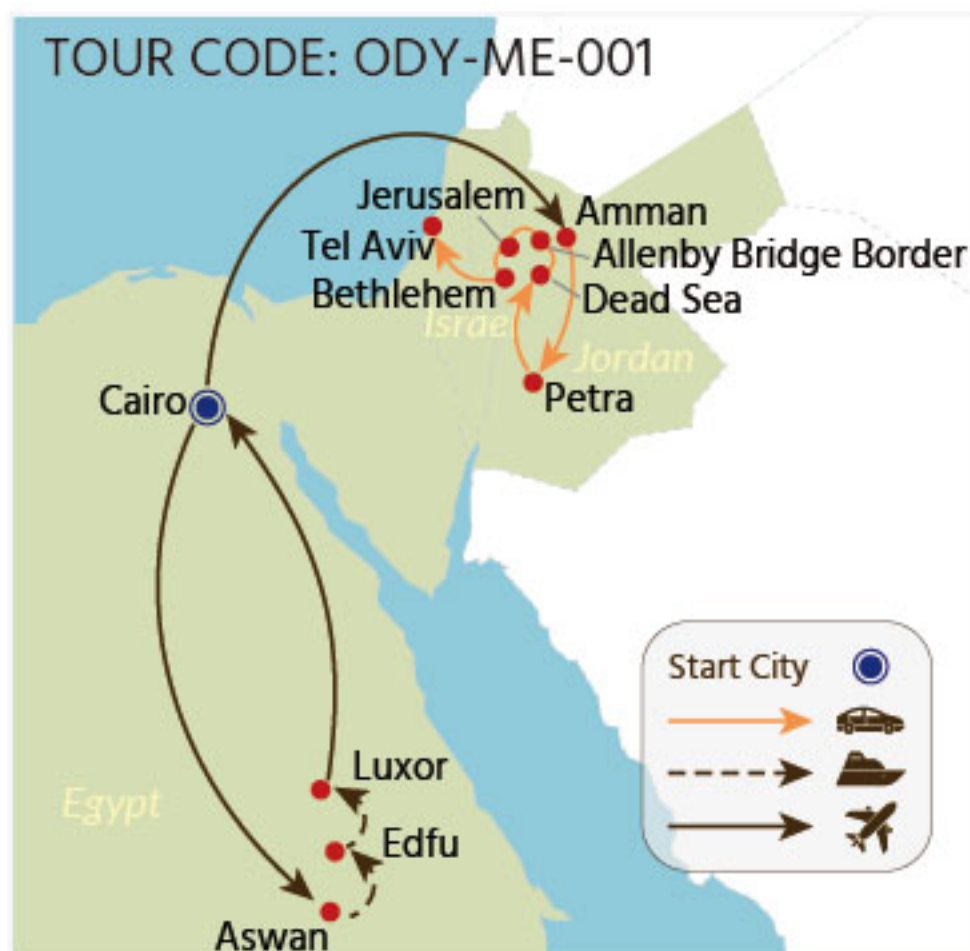 TOUR CODE: ODY-ME-001
Jerusalem
Amman
Tel Aviv
Allenby Bridge Border
Bethlehem
Dead Sea
Israe
Jordan
Cairo
Petra
Start City
Luxor
Egypt
Edfu
Aswan